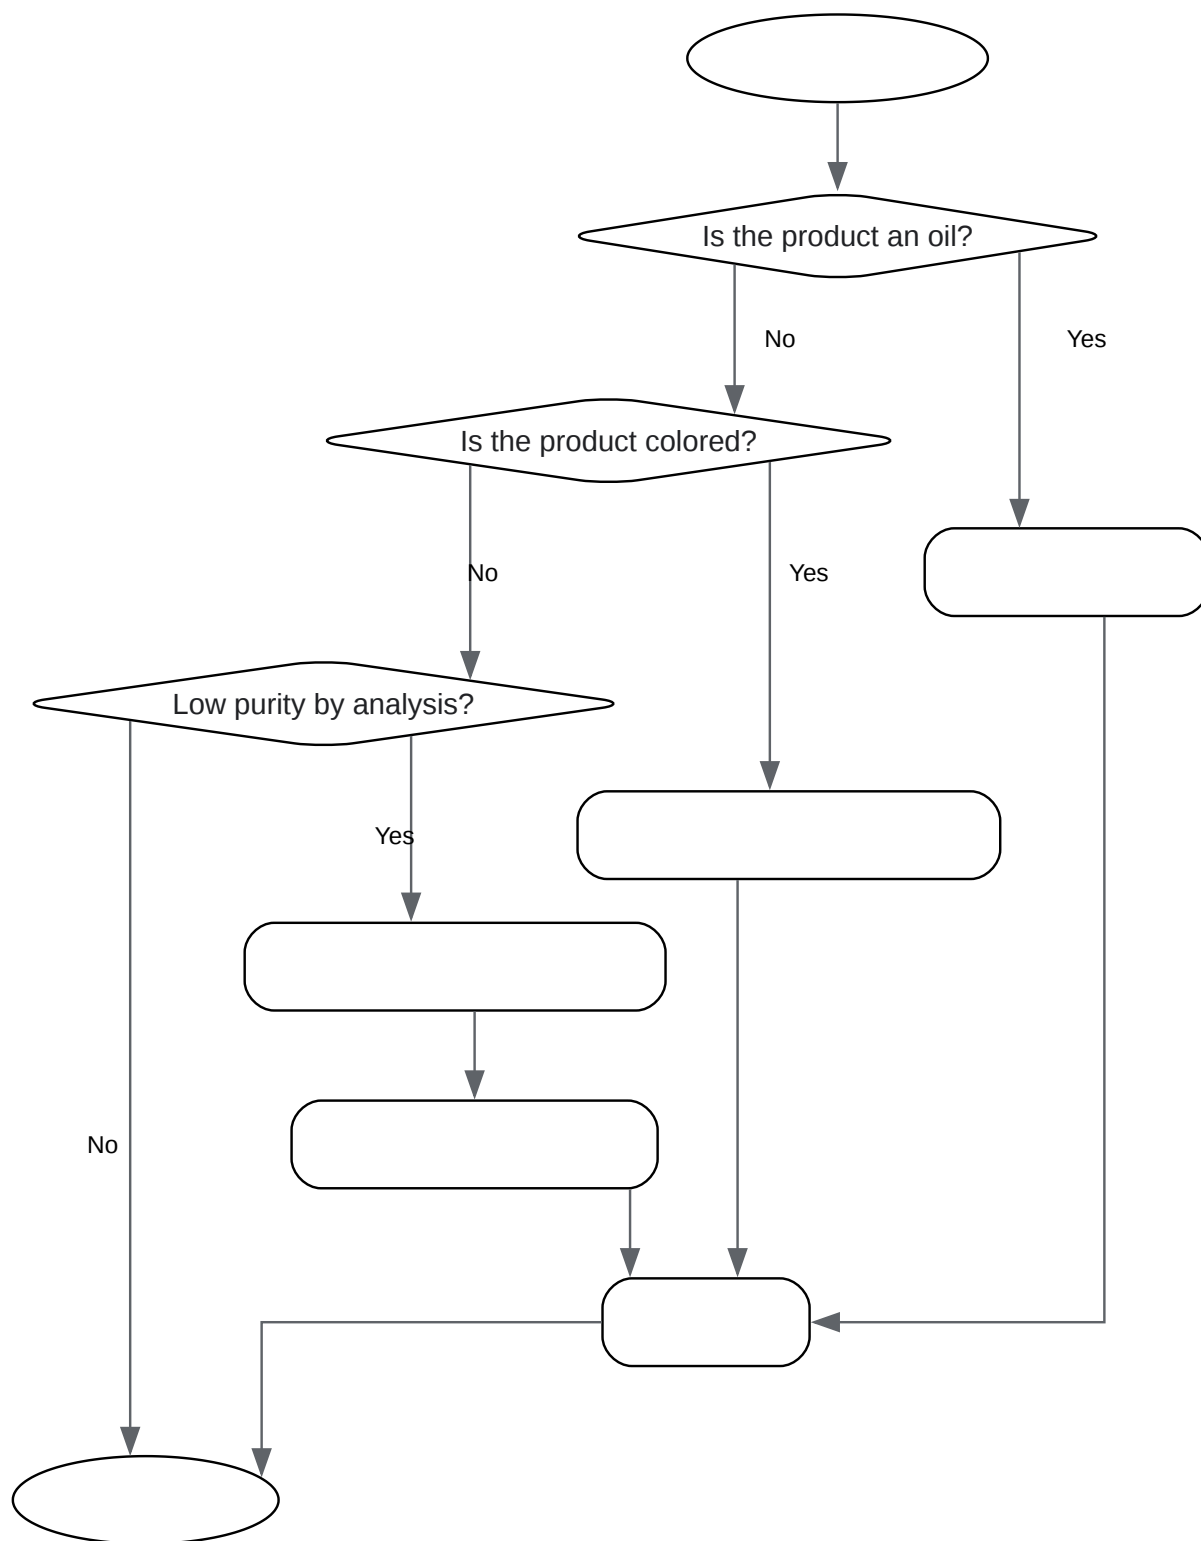 Is the product an oil?
No
Yes
Is the product colored?
No
Yes
Low purity by analysis?
Yes
No